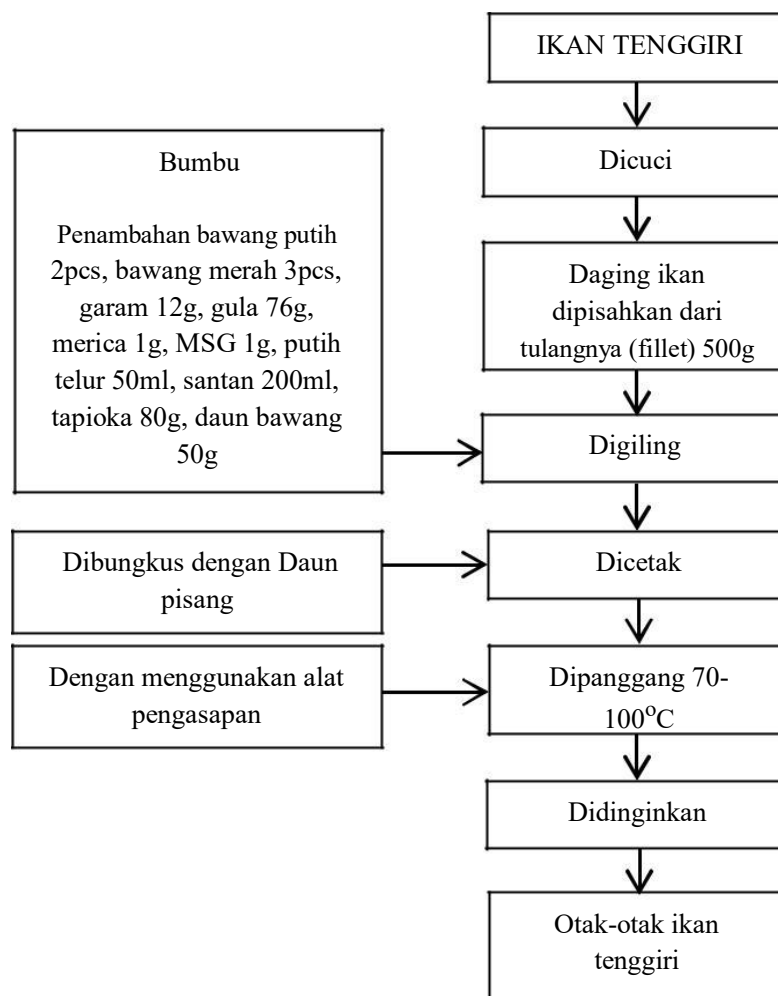 IKAN TENGGIRI
Dicuci
Bumbu
Penambahan bawang putih
2pcs, bawang merah 3pcs,
garam 12g, gula 76g,
merica 1g, MSG 1g, putih
telur 50ml, santan 200ml,
tapioka 80g, daun bawang
50g
Daging ikan
dipisahkan dari
tulangnya (fillet) 500g
Digiling
Dibungkus dengan Daun
pisang
Dicetak
Dengan menggunakan alat
pengasapan
Dipanggang 70-
100°C
Didinginkan
Otak-otak ikan
tenggiri